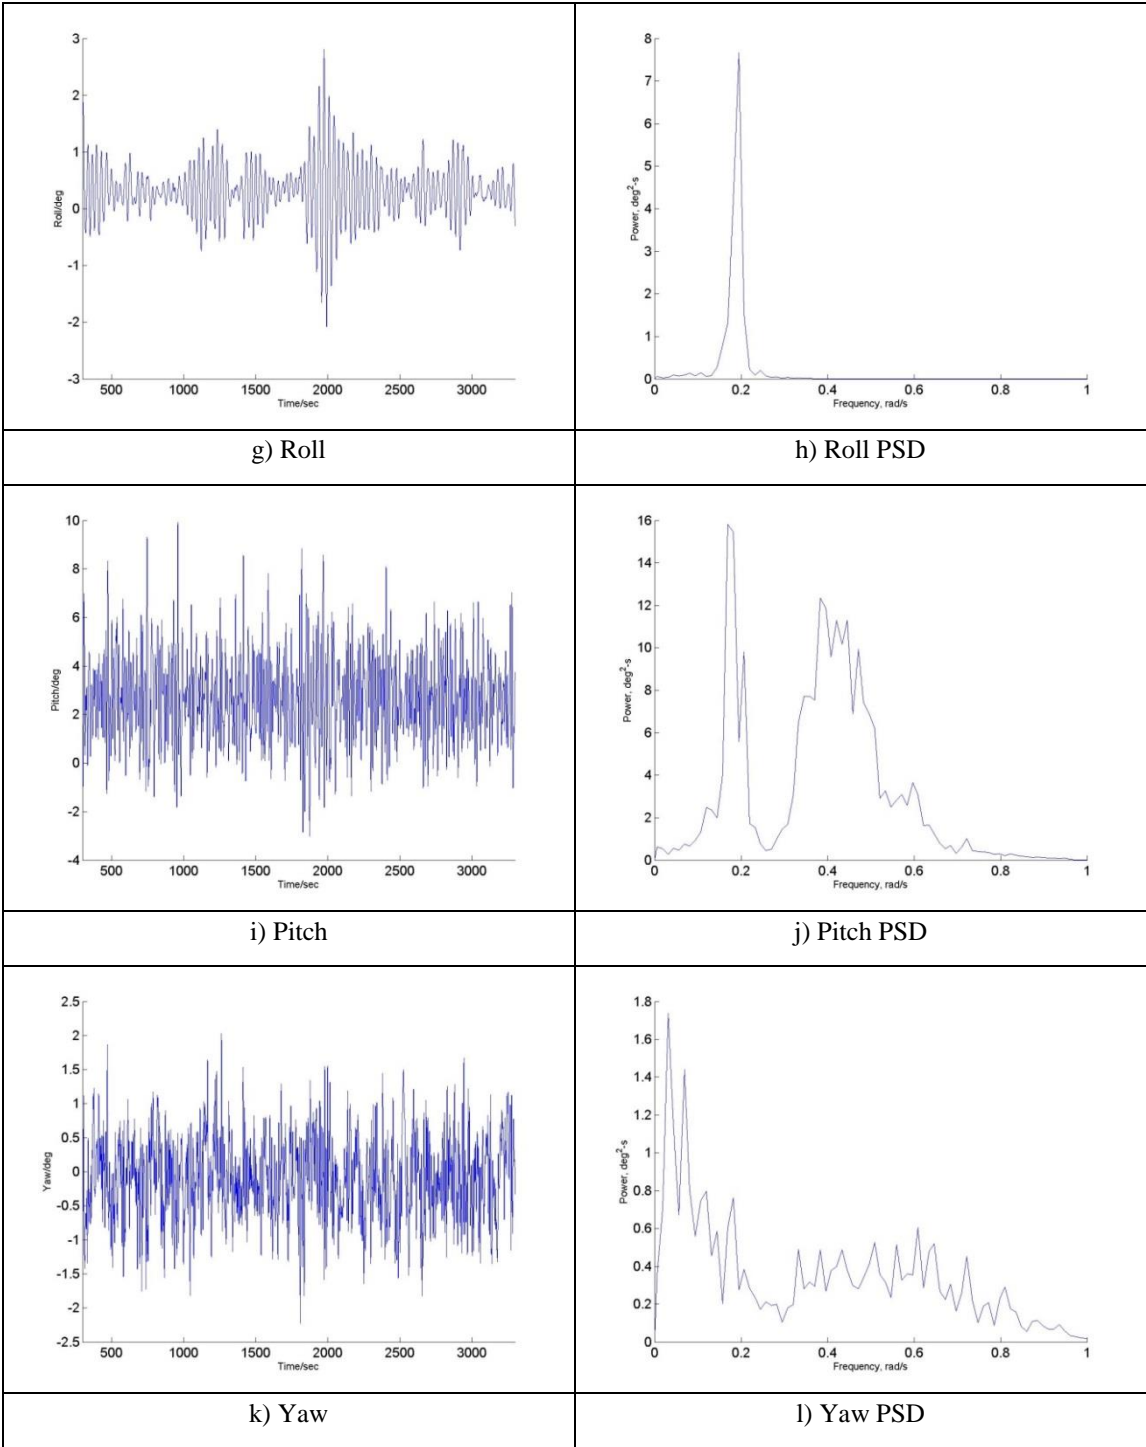 3
2
1
0
-1
-2
-3
Roll/deg
500 1000 1500 2000 2500 3000
Time/sec
8
7
6
5
4
3
2
1
0
Power, deg²-s
0 0.2 0.4 0.6 0.8 1
Frequency, rad/s
g) Roll
h) Roll PSD
10
8
6
4
2
0
-2
-4
Pitch/deg
500 1000 1500 2000 2500 3000
Time/sec
16
14
12
10
8
6
4
2
0
Power, deg²-s
0 0.2 0.4 0.6 0.8 1
Frequency, rad/s
i) Pitch
j) Pitch PSD
2.5
2
1.5
1
0.5
0
-0.5
-1
-1.5
-2
-2.5
Yaw/deg
500 1000 1500 2000 2500 3000
Time/sec
1.8
1.6
1.4
1.2
1
0.8
0.6
0.4
0.2
0
Power, deg²-s
0 0.2 0.4 0.6 0.8 1
Frequency, rad/s
k) Yaw
l) Yaw PSD